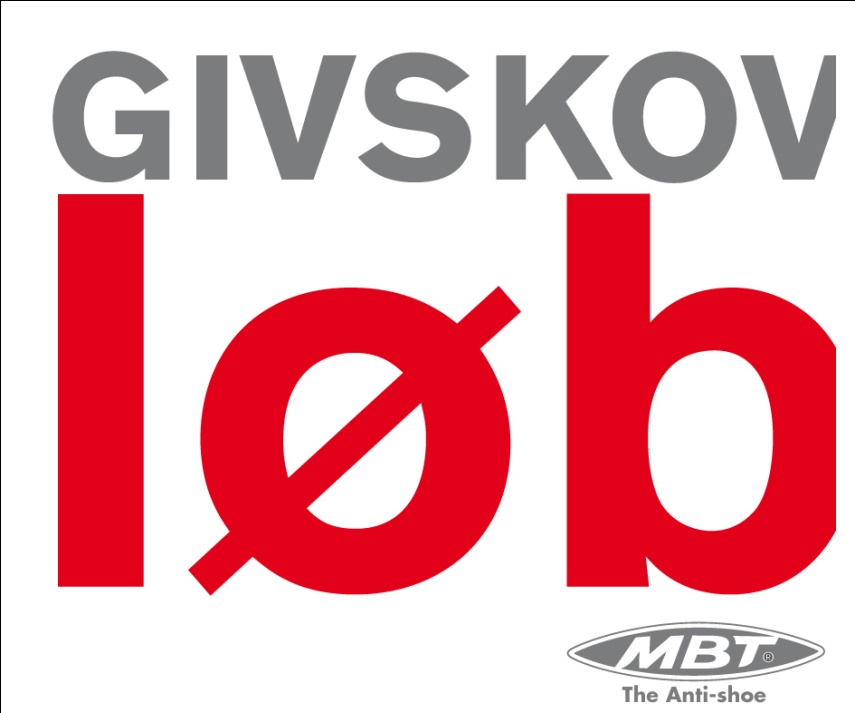 GIVSKOV
løb
MBT®
The Anti-shoe